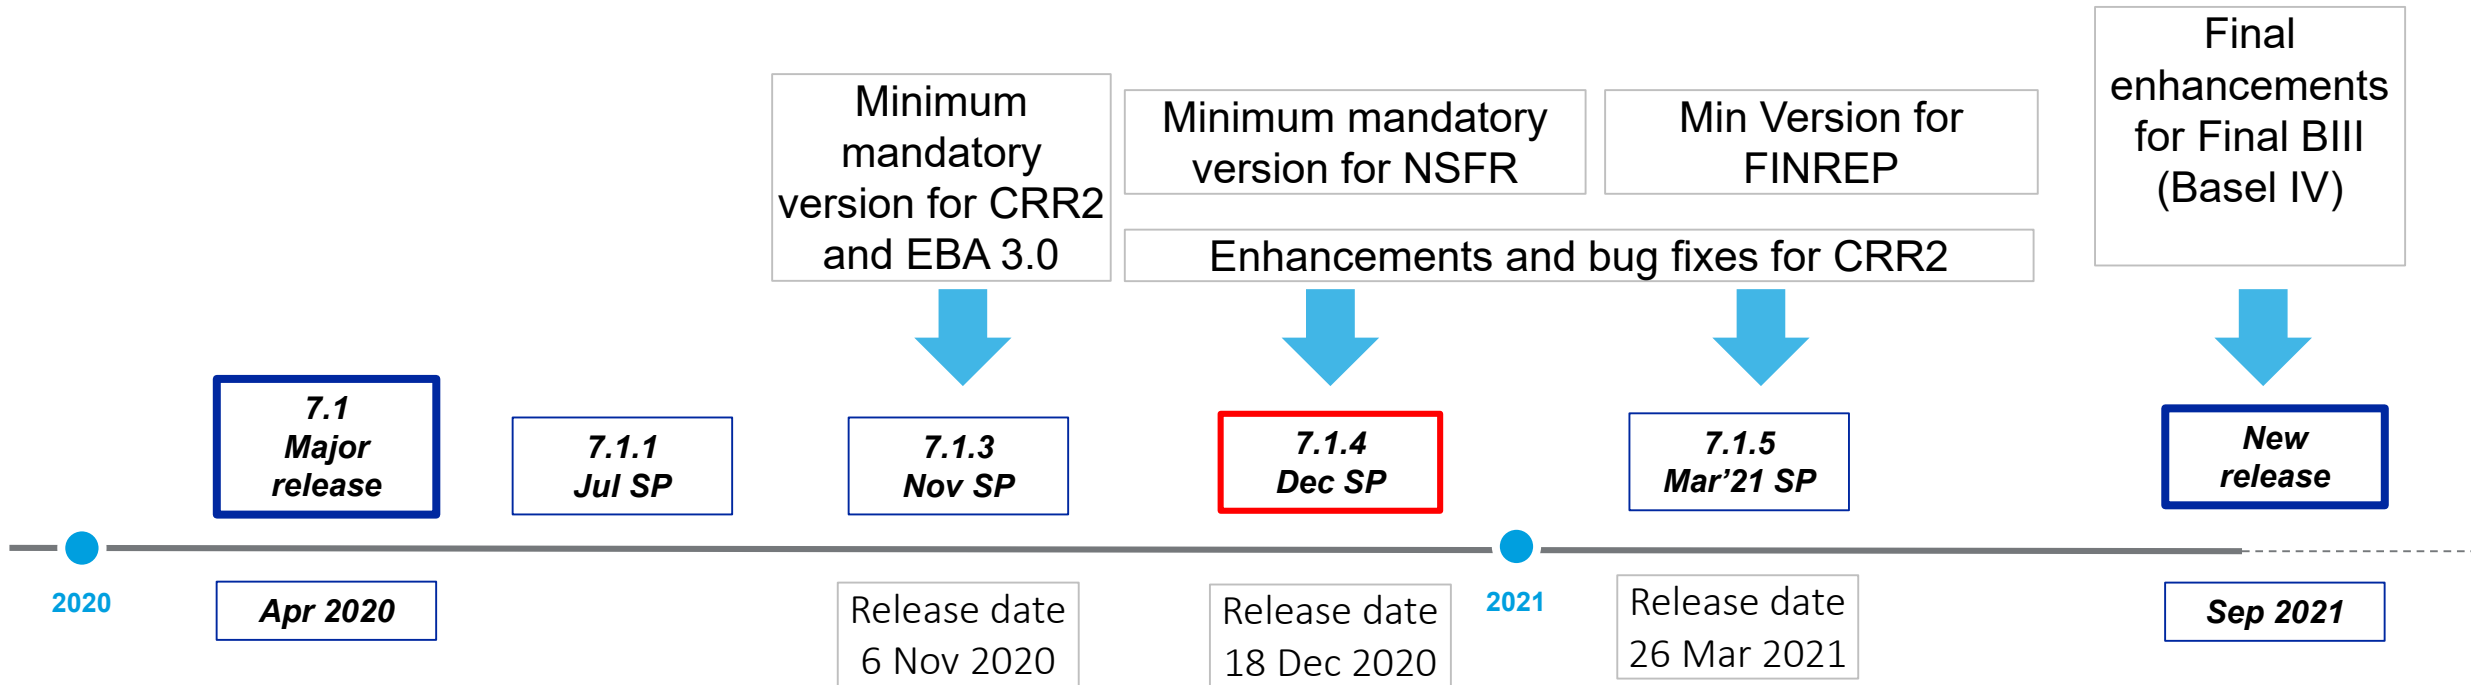 Minimum
mandatory
version for CRR2
and EBA 3.0
Minimum mandatory
version for NSFR
Min Version for
FINREP
Enhancements and bug fixes for CRR2
Final
enhancements
for Final BIII
(Basel IV)
7.1
Major
release
7.1.1
Jul SP
7.1.3
Nov SP
7.1.4
Dec SP
7.1.5
Mar’21 SP
New
release
2020
Apr 2020
Release date
6 Nov 2020
Release date
18 Dec 2020
2021
Release date
26 Mar 2021
Sep 2021